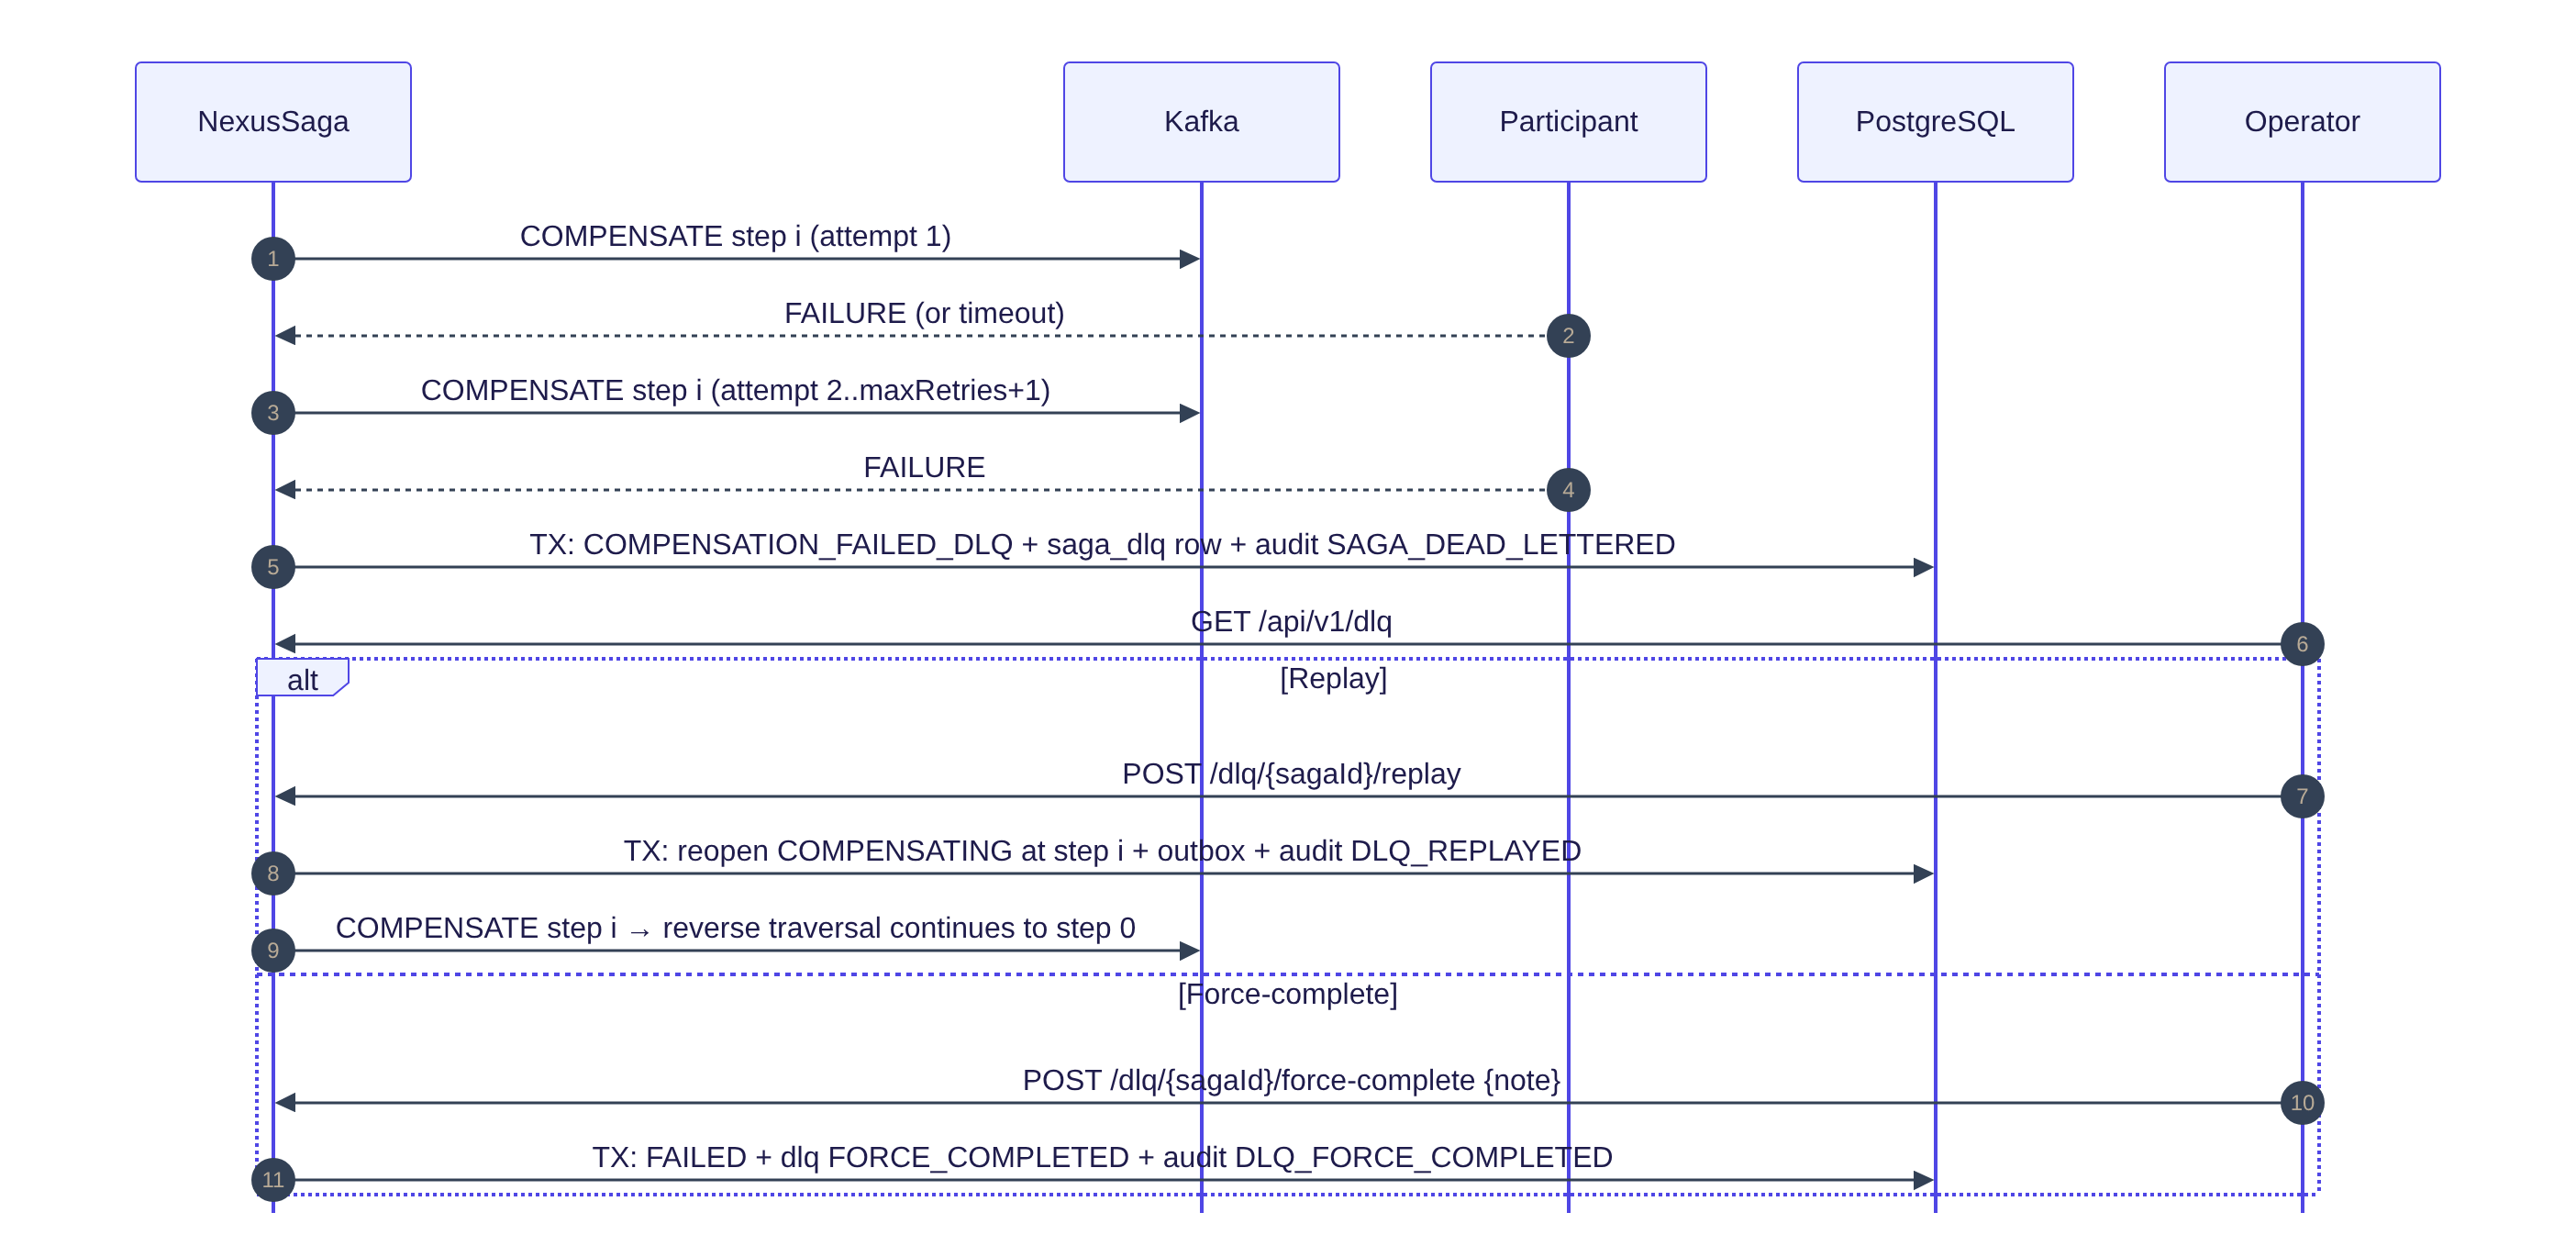 NexusSaga
Kafka
Participant
PostgreSQL
Operator
COMPENSATE step i (attempt 1)
1
FAILURE (or timeout)
2
COMPENSATE step i (attempt 2..maxRetries+1)
3
FAILURE
4
TX: COMPENSATION_FAILED_DLQ + saga_dlq row + audit SAGA_DEAD_LETTERED
5
GET /api/v1/dlq
6
alt
[Replay]
POST /dlq/{sagaId}/replay
7
TX: reopen COMPENSATING at step i + outbox + audit DLQ_REPLAYED
8
COMPENSATE step i → reverse traversal continues to step 0
9
[Force-complete]
POST /dlq/{sagaId}/force-complete {note}
10
TX: FAILED + dlq FORCE_COMPLETED + audit DLQ_FORCE_COMPLETED
11